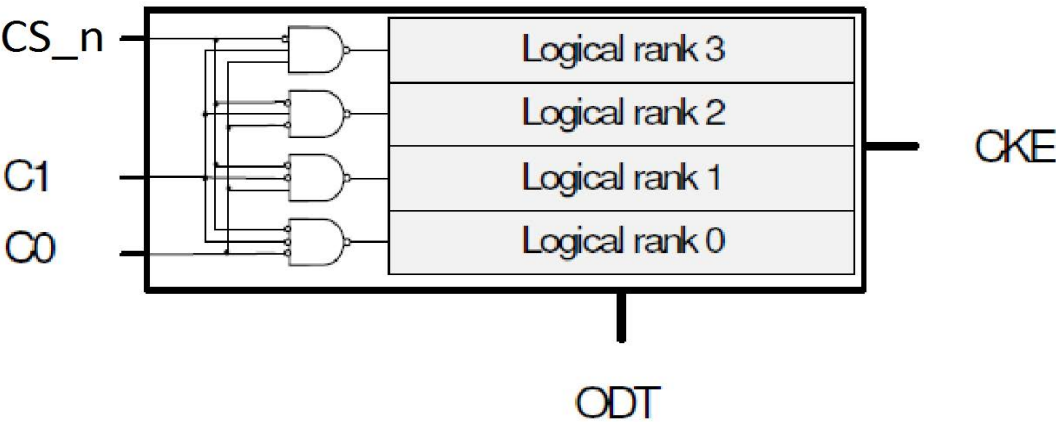 CS_n
Logical rank 3
Logical rank 2
CKE
C1
Logical rank 1
C0
Logical rank 0
ODT